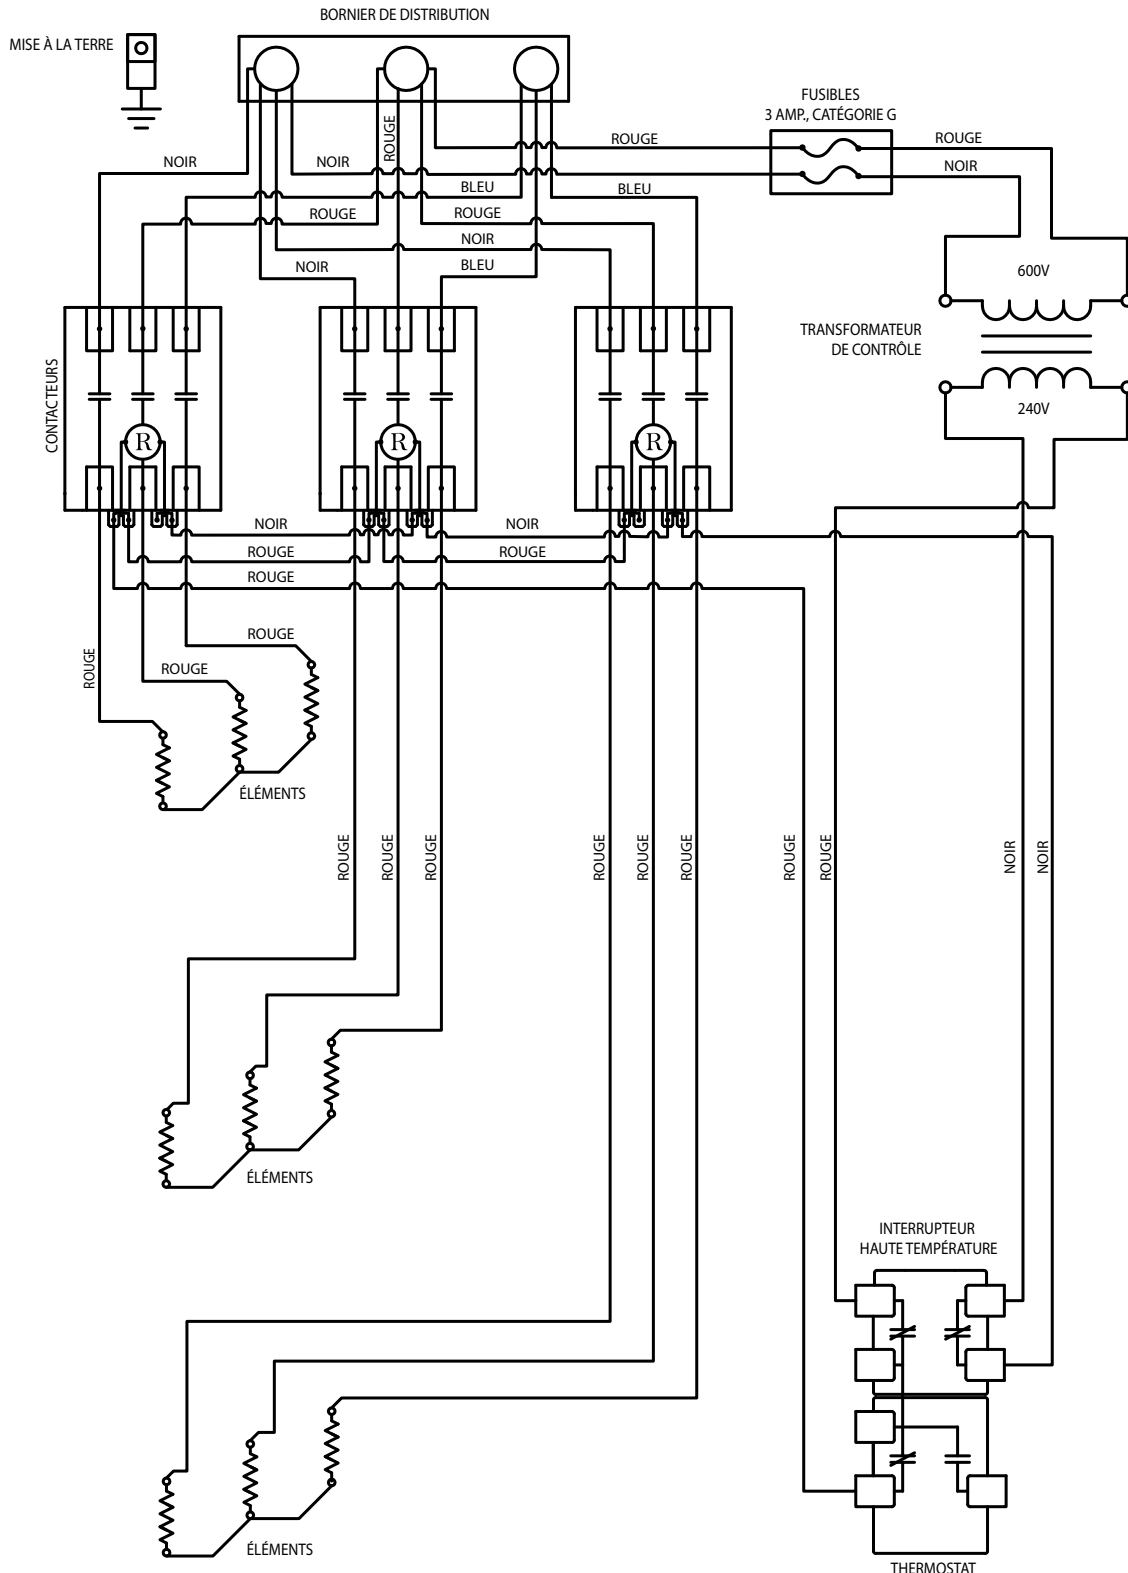 BORNIER DE DISTRIBUTION
MISE À LA TERRE
FUSIBLES
3 AMP., CATÉGORIE G
ROUGE
ROUGE
ROUGE
NOIR
NOIR
NOIR
BLEU
BLEU
ROUGE
ROUGE
NOIR
NOIR
BLEU
600V
TRANSFORMATEUR
DE CONTRÔLE
240V
CONTACTEURS
R
R
R
NOIR
NOIR
ROUGE
ROUGE
ROUGE
ROUGE
ROUGE
ROUGE
ÉLÉMENTS
ROUGE
ROUGE
ROUGE
ROUGE
ROUGE
ROUGE
ROUGE
ROUGE
NOIR
NOIR
ÉLÉMENTS
INTERRUPTEUR
HAUTE TEMPÉRATURE
ÉLÉMENTS
THERMOSTAT